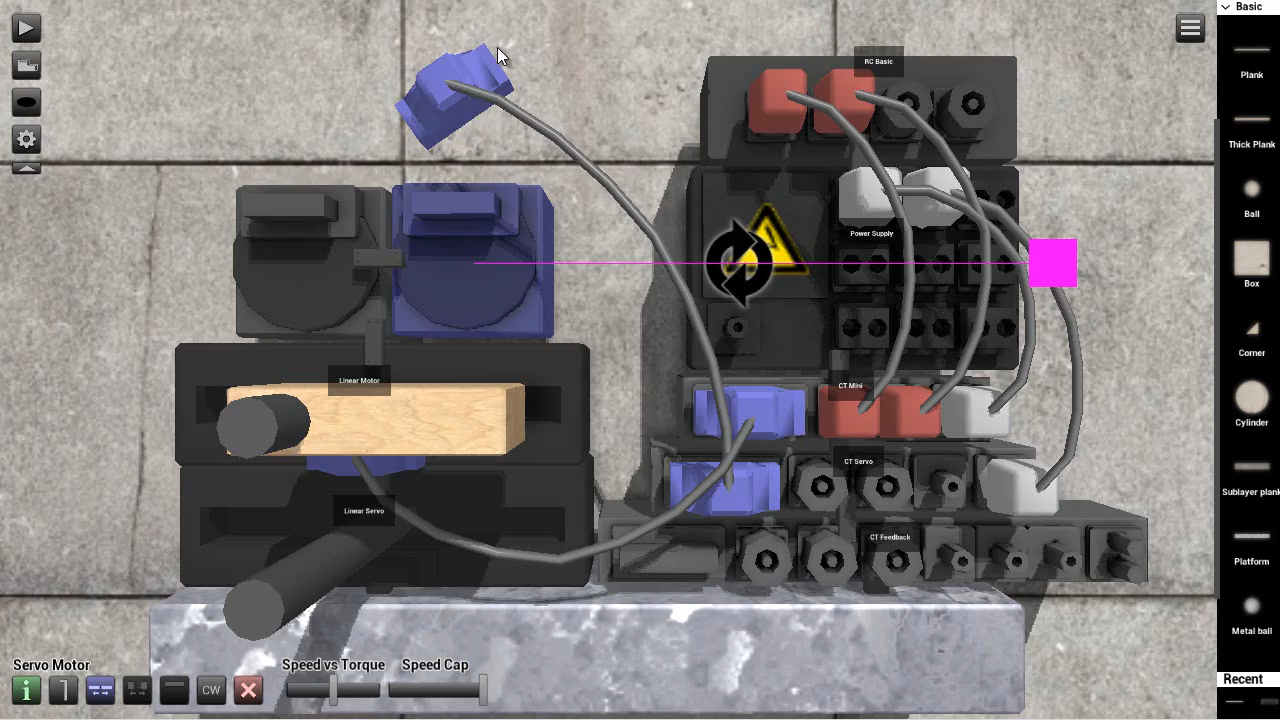 Basic
Plank
Thick Plank
Ball
Box
Corner
Cylinder
Sublayer plank
Platform
Metal ball
Recent
RC Basic
Power Supply
CT Mini
CT Servo
CT Feedback
Linear Motor
Linear Servo
Servo Motor
Speed vs Torque
Speed Cap
i
CW